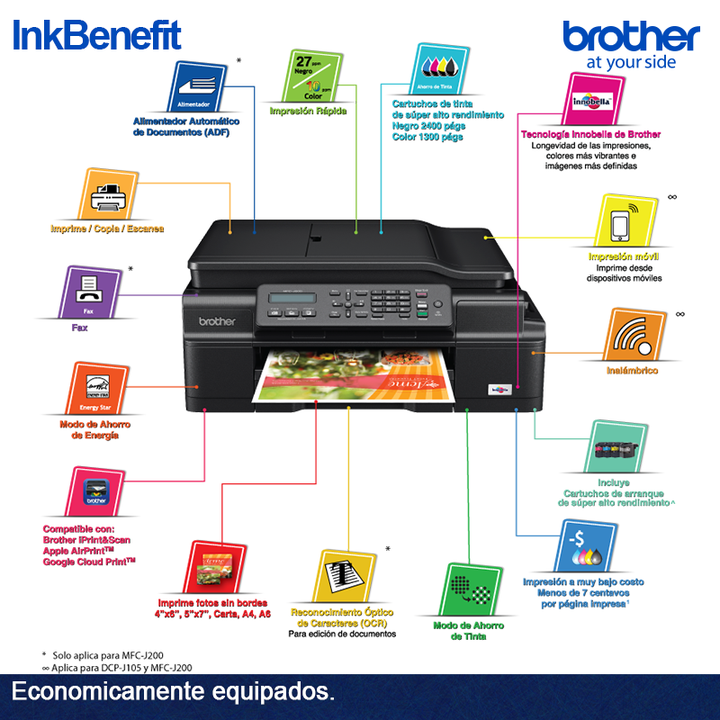 InkBenefit
brother
at your side
*
Alimentador
Alimentador Automático
de Documentos (ADF)
27 ppm
Negro
10 ppm
Color
Impresión Rápida
Ahorro de Tinta
Cartuchos de tinta
de súper alto rendimiento
Negro 2400 págs
Color 1300 págs
innobella
Tecnología Innobella de Brother
Longevidad de las impresiones,
colores más vibrantes e
imágenes más definidas
Imprime / Copia / Escanea
∞
Impresión móvil
Imprime desde
dispositivos móviles
*
Fax
Fax
brother
∞
Inalámbrico
Energy Star
Modo de Ahorro
de Energía
Acme
Incluye
Cartuchos de arranque
de súper alto rendimiento^
brother
Compatible con:
Brother iPrint&Scan
Apple AirPrint™
Google Cloud Print™
Imprime fotos sin bordes
4"x6", 5"x7", Carta, A4, A6
*
T
Reconocimiento Óptico
de Caracteres (OCR)
Para edición de documentos
Modo de Ahorro
de Tinta
-$
Impresión a muy bajo costo
Menos de 7 centavos
por página impresa¹
* Solo aplica para MFC-J200
∞ Aplica para DCP-J105 y MFC-J200
Economicamente equipados.